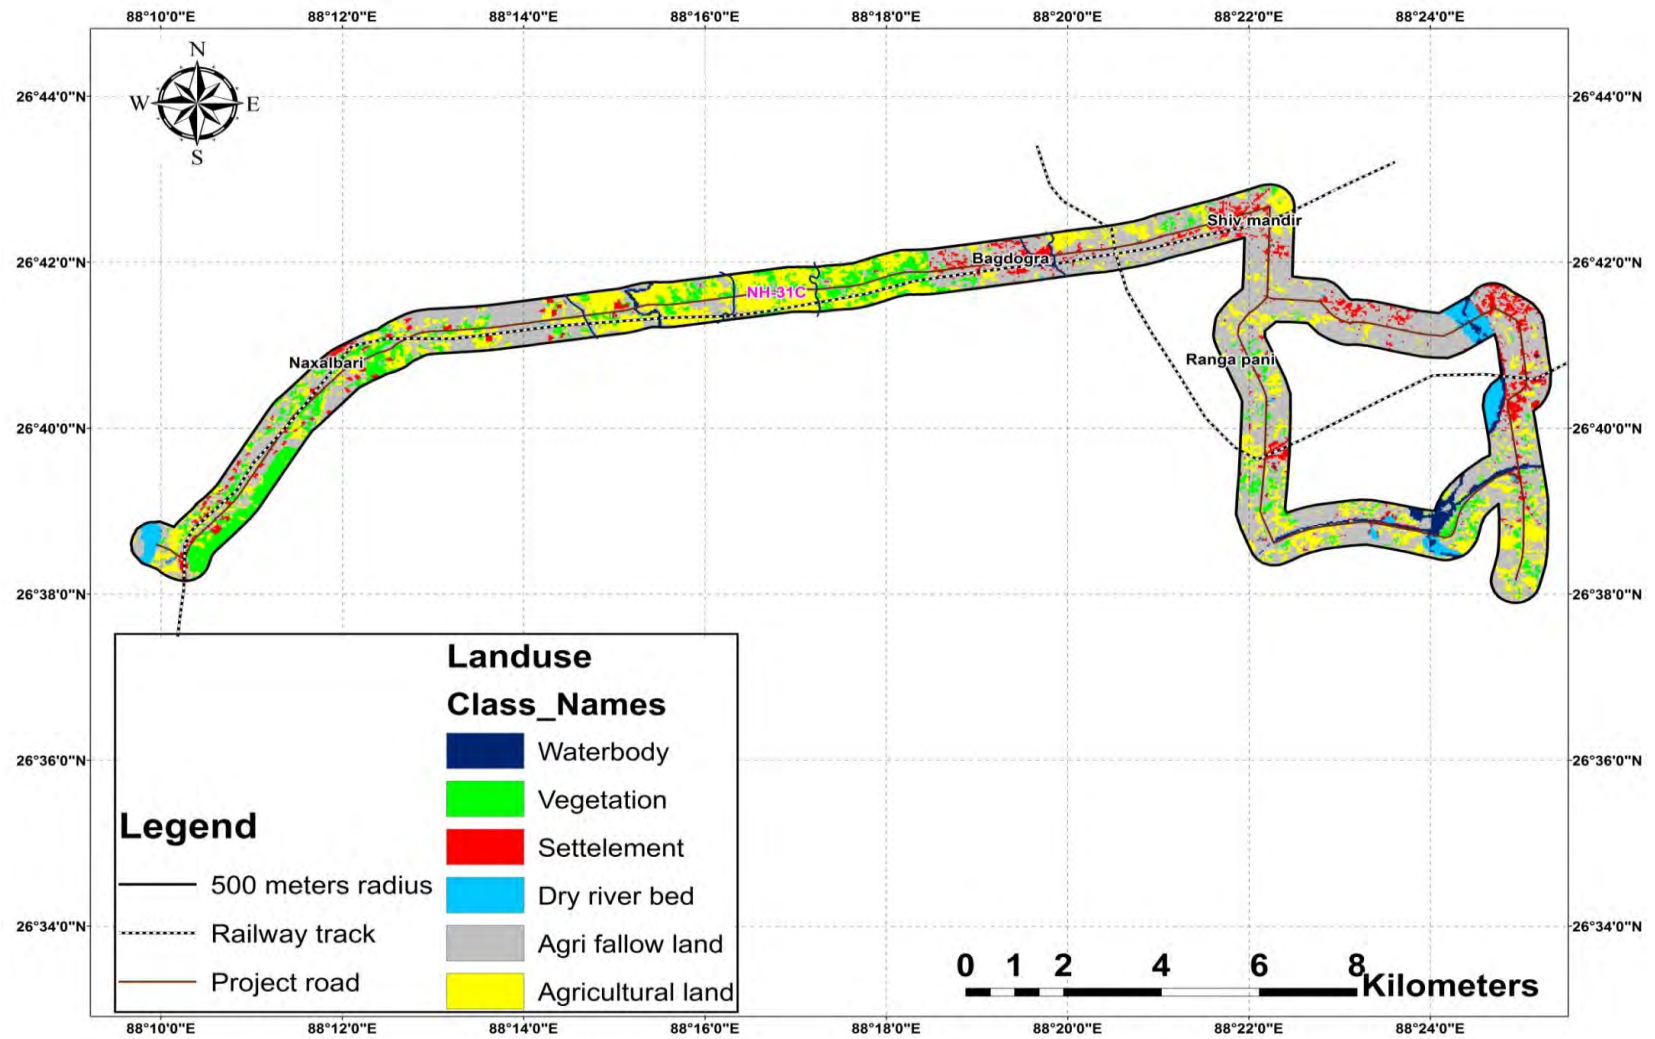 88°10'0"E 88°12'0"E 88°14'0"E 88°16'0"E 88°18'0"E 88°20'0"E 88°22'0"E 88°24'0"E
N
W E
S
26°44'0"N 26°44'0"N
Shiv mandir
Bagdogra
26°42'0"N 26°42'0"N
NH-31C
Naxalbari
Ranga pani
26°40'0"N 26°40'0"N
26°38'0"N 26°38'0"N
Landuse
Class_Names
Waterbody
26°36'0"N 26°36'0"N
Vegetation
Legend
Settelement
500 meters radius
Dry river bed
26°34'0"N 26°34'0"N
Railway track
Agri fallow land
Project road
Agricultural land
0 1 2 4 6 8
Kilometers
88°10'0"E 88°12'0"E 88°14'0"E 88°16'0"E 88°18'0"E 88°20'0"E 88°22'0"E 88°24'0"E